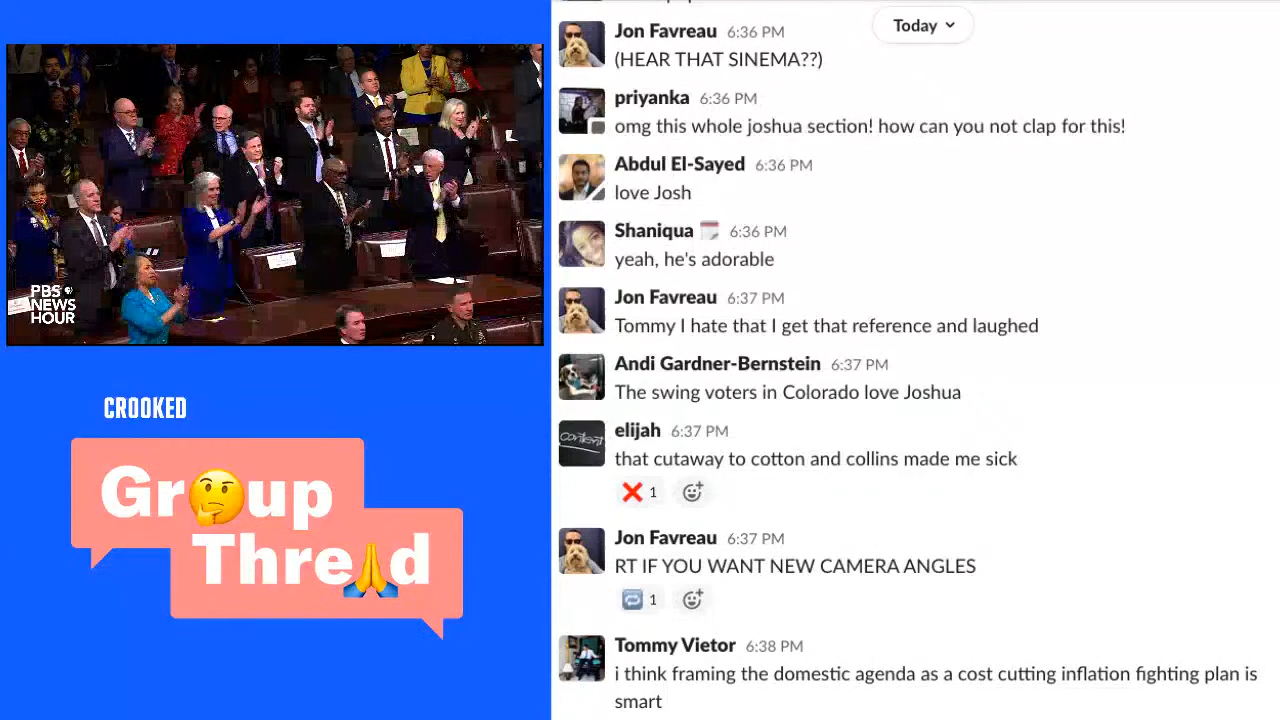 PBS
NEWS
HOUR
CROOKED
Gr🤔up
Thre🙏d
Today
Jon Favreau 6:36 PM
(HEAR THAT SINEMA??)
priyanka 6:36 PM
omg this whole joshua section! how can you not clap for this!
Abdul El-Sayed 6:36 PM
love Josh
Shaniqua 6:36 PM
yeah, he's adorable
Jon Favreau 6:37 PM
Tommy I hate that I get that reference and laughed
Andi Gardner-Bernstein 6:37 PM
The swing voters in Colorado love Joshua
elijah 6:37 PM
content
that cutaway to cotton and collins made me sick
1
Jon Favreau 6:37 PM
RT IF YOU WANT NEW CAMERA ANGLES
1
Tommy Vietor 6:38 PM
i think framing the domestic agenda as a cost cutting inflation fighting plan is
smart